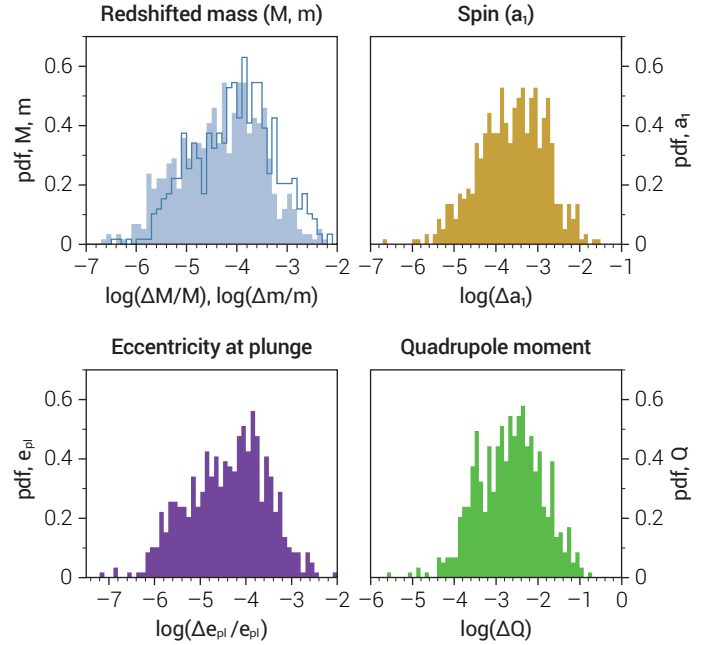 Redshifted mass (M, m)
Spin (a₁)
pdf, M, m
0.6
0.4
0.2
0
−7 −6 −5 −4 −3 −2
log(ΔM/M), log(Δm/m)
0.6
0.4
0.2
0
pdf, a₁
−7 −6 −5 −4 −3 −2 −1
log(Δa₁)
Eccentricity at plunge
Quadrupole moment
pdf, eₚₗ
0.6
0.4
0.2
0
−7 −6 −5 −4 −3 −2
log(Δeₚₗ/eₚₗ)
0.6
0.4
0.2
0
pdf, Q
−6 −5 −4 −3 −2 −1 0
log(ΔQ)